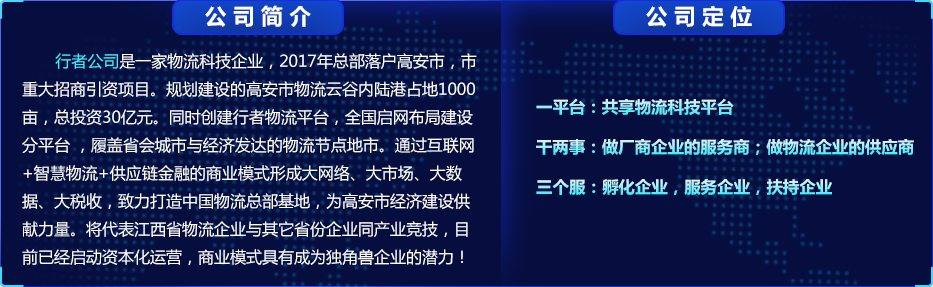 公司简介
行者公司是一家物流科技企业，2017年总部落户高安市，市
重大招商引资项目。规划建设的高安市物流云谷内陆港占地1000
亩，总投资30亿元。同时创建行者物流平台，全国启网布局建设
分平台 ，履盖省会城市与经济发达的物流节点地市。通过互联网
+智慧物流+供应链金融的商业模式形成大网络、大市场、大数
据、大税收，致力打造中国物流总部基地，为高安市经济建设供
献力量。将代表江西省物流企业与其它省份企业同产业竞技，目
前已经启动资本化运营，商业模式具有成为独角兽企业的潜力！
公司定位
一平台：共享物流科技平台
干两事：做厂商企业的服务商；做物流企业的供应商
三个服：孵化企业，服务企业，扶持企业